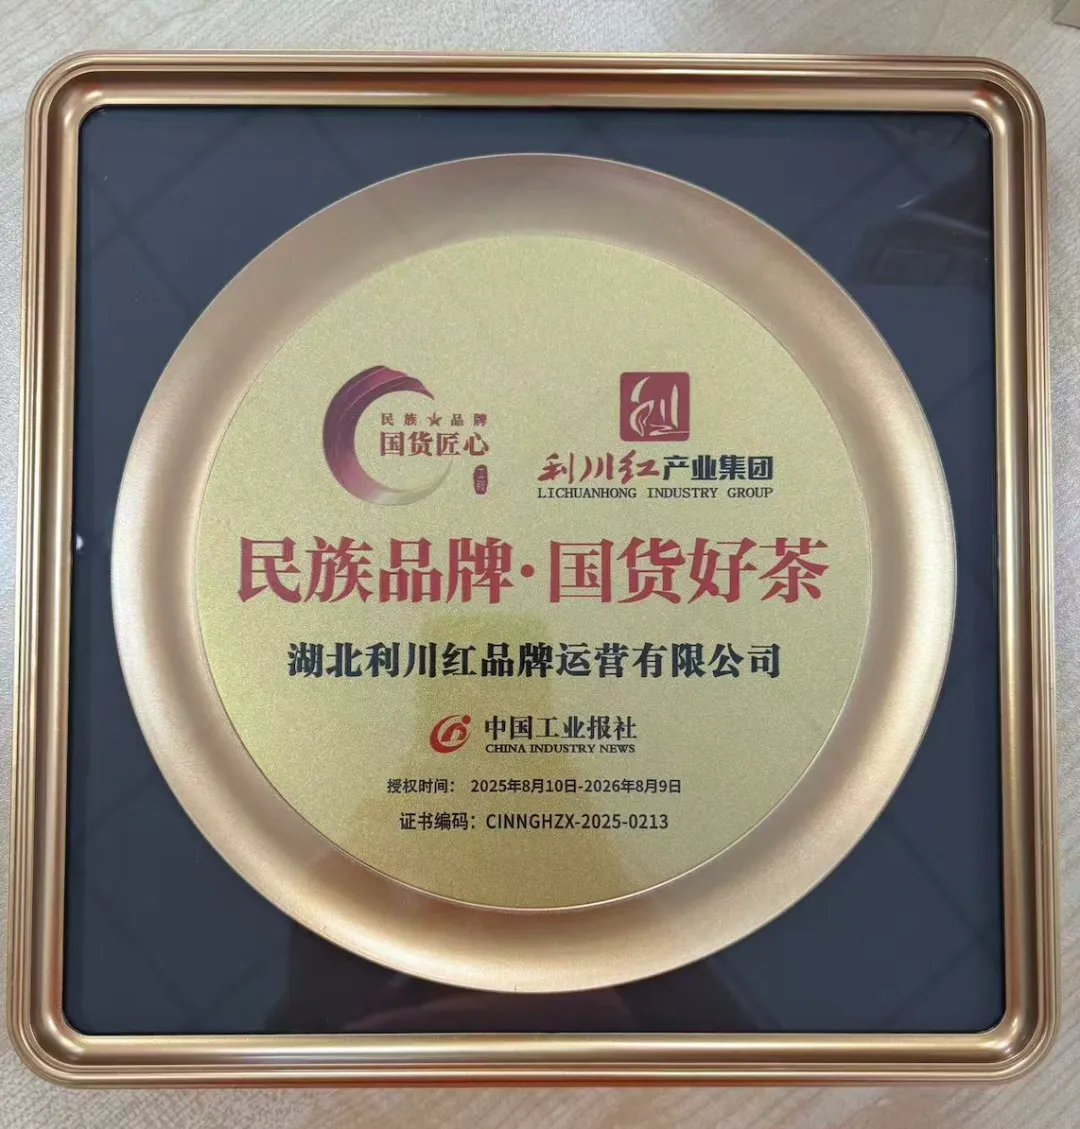 民族★品牌
国货匠心
利川红产业集团
LICHUANHONG INDUSTRY GROUP
民族品牌·国货好茶
湖北利川红品牌运营有限公司
中国工业报社
CHINA INDUSTRY NEWS
授权时间： 2025年8月10日-2026年8月9日
证书编码：CINNGHZX-2025-0213